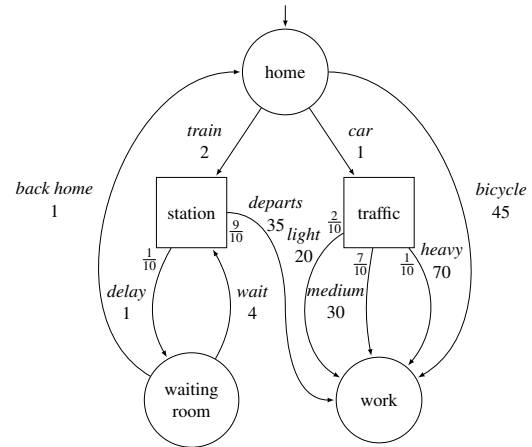 home
train
2
car
1
back home
1
bicycle
45
station
9/10
departs
35
traffic
2/10
light
20
1/10
delay
1
wait
4
7/10
medium
30
1/10
heavy
70
waiting
room
work